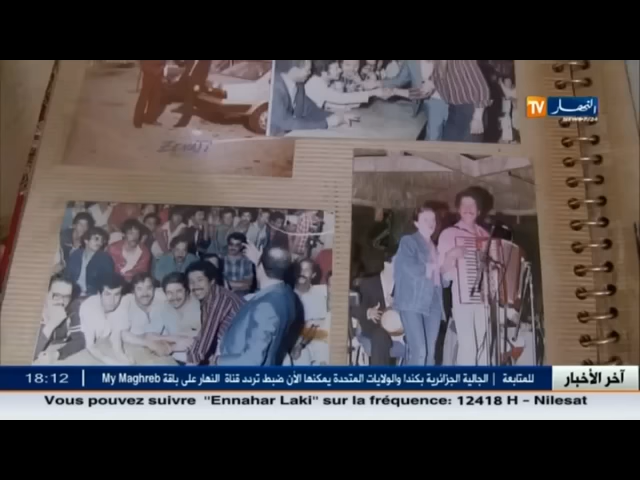 النهار TV
Zenati
آخر الأخبار
للمتابعة | الجالية الجزائرية بكندا والولايات المتحدة يمكنها الآن ضبط تردد قناة النهار على باقة My Maghreb
18:12
Vous pouvez suivre "Ennahar Laki" sur la fréquence: 12418 H - Nilesat